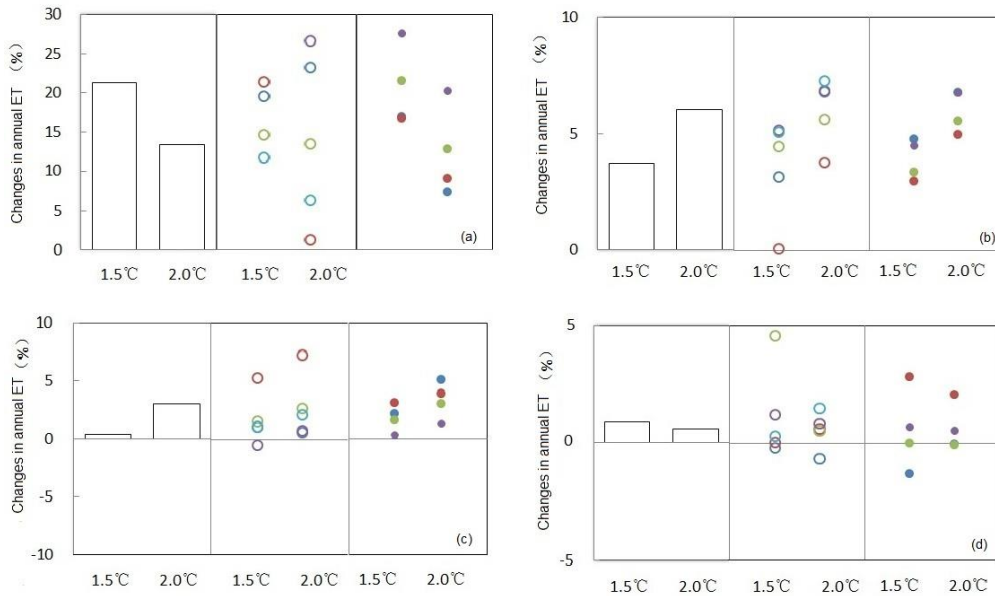 Changes in annual ET （%）
30
25
20
15
10
5
0
(a)
1.5℃ 2.0℃ 1.5℃ 2.0℃
Changes in annual ET （%）
10
5
0
(b)
1.5℃ 2.0℃ 1.5℃ 2.0℃ 1.5℃ 2.0℃
Changes in annual ET （%）
10
5
0
-5
-10
(c)
1.5℃ 2.0℃ 1.5℃ 2.0℃ 1.5℃ 2.0℃
Changes in annual ET （%）
5
0
-5
(d)
1.5℃ 2.0℃ 1.5℃ 2.0℃ 1.5℃ 2.0℃